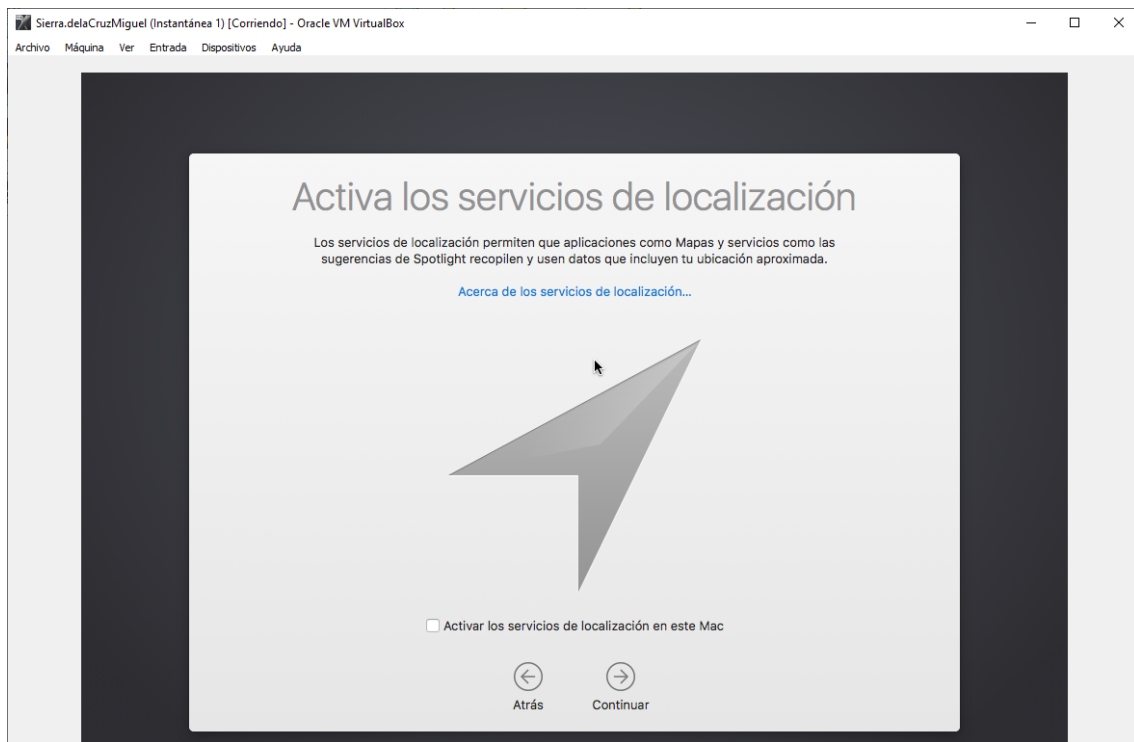 Sierra.delaCruzMiguel (Instantánea 1) [Corriendo] - Oracle VM VirtualBox
Archivo Máquina Ver Entrada Dispositivos Ayuda
Activa los servicios de localización
Los servicios de localización permiten que aplicaciones como Mapas y servicios como las
sugerencias de Spotlight recopilen y usen datos que incluyen tu ubicación aproximada.
Acerca de los servicios de localización...
Activar los servicios de localización en este Mac
Atrás Continuar